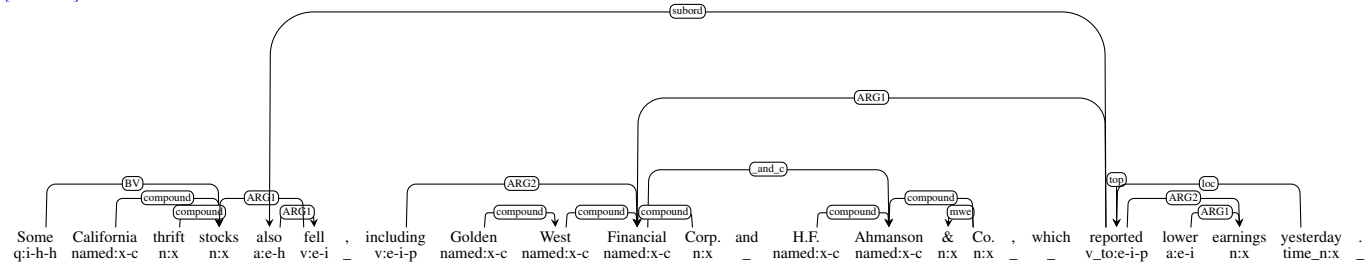 subord
ARG1
_and_c
top
BV ARG2 loc
compound ARG1 compound ARG2
compound ARG1 compound compound compound compound mwe ARG1
Some California thrift stocks also fell , including Golden West Financial Corp. and H.F. Ahmanson & Co. , which reported lower earnings yesterday .
q:i-h-h named:x-c n:x n:x a:e-h v:e-i _ v:e-i-p named:x-c named:x-c named:x-c n:x _ named:x-c named:x-c n:x n:x _ _ v_to:e-i-p a:e-i n:x time_n:x _